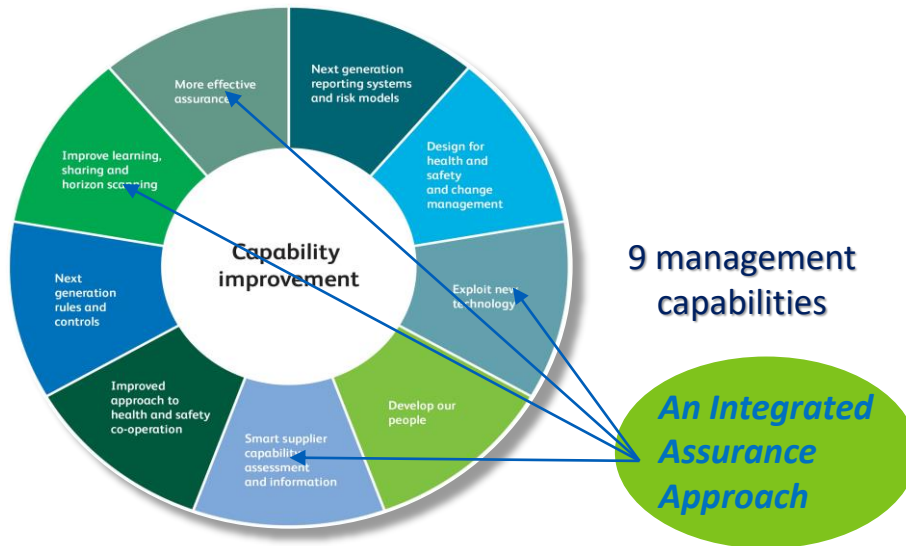 More effective
assurance
Next generation
reporting systems
and risk models
Improve learning,
sharing and
horizon scanning
Design for
health and
safety
and change
management
Capability
improvement
9 management
capabilities
Next
generation
rules and
controls
Exploit new
technology
Improved
approach to
health and safety
co-operation
Develop our
people
Smart supplier
capability
assessment
and information
An Integrated
Assurance
Approach